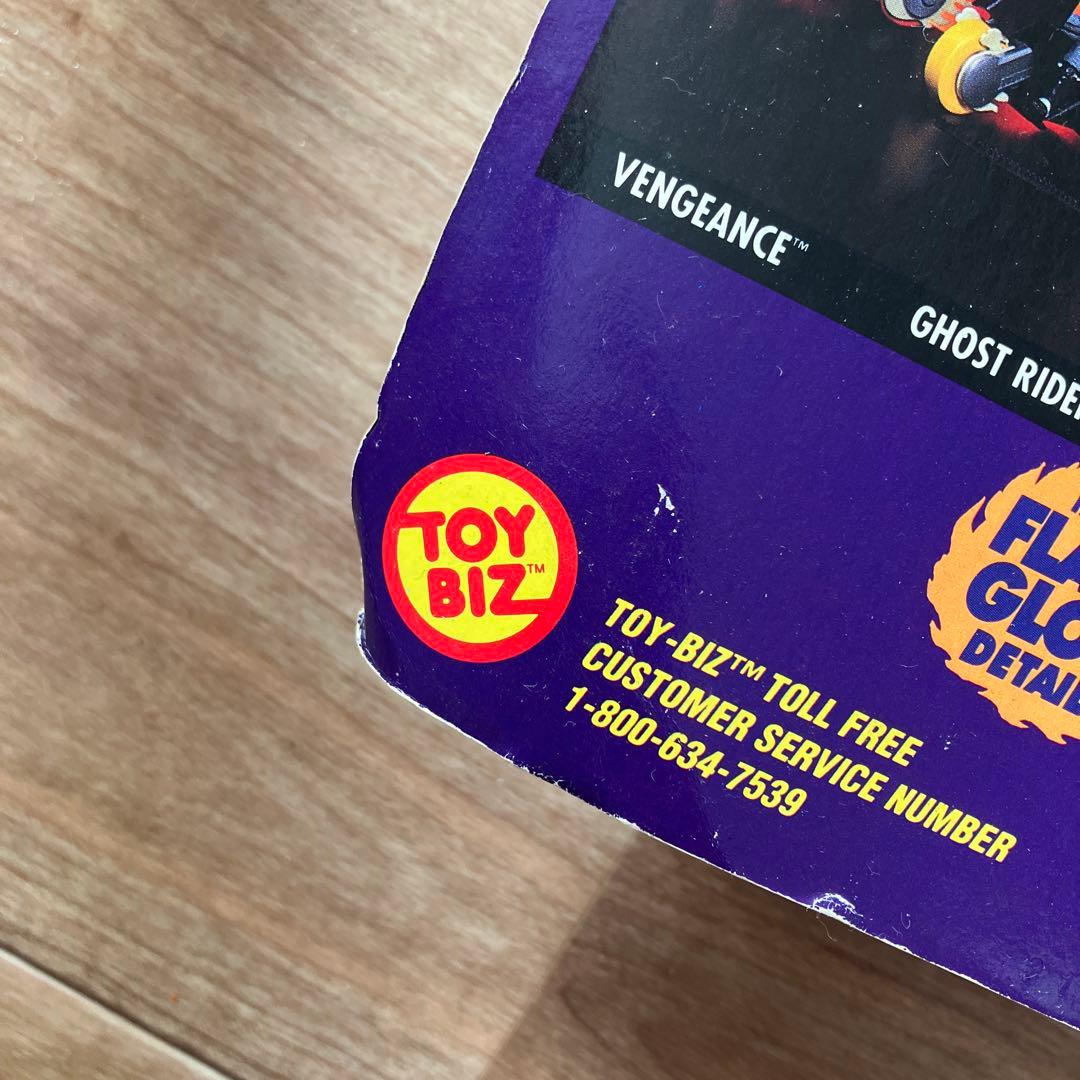 VENGEANCE™
GHOST RIDE
TOY
BIZ™
TOY-BIZ™ TOLL FREE
CUSTOMER SERVICE NUMBER
1-800-634-7539
FLA
GLO
DETAI